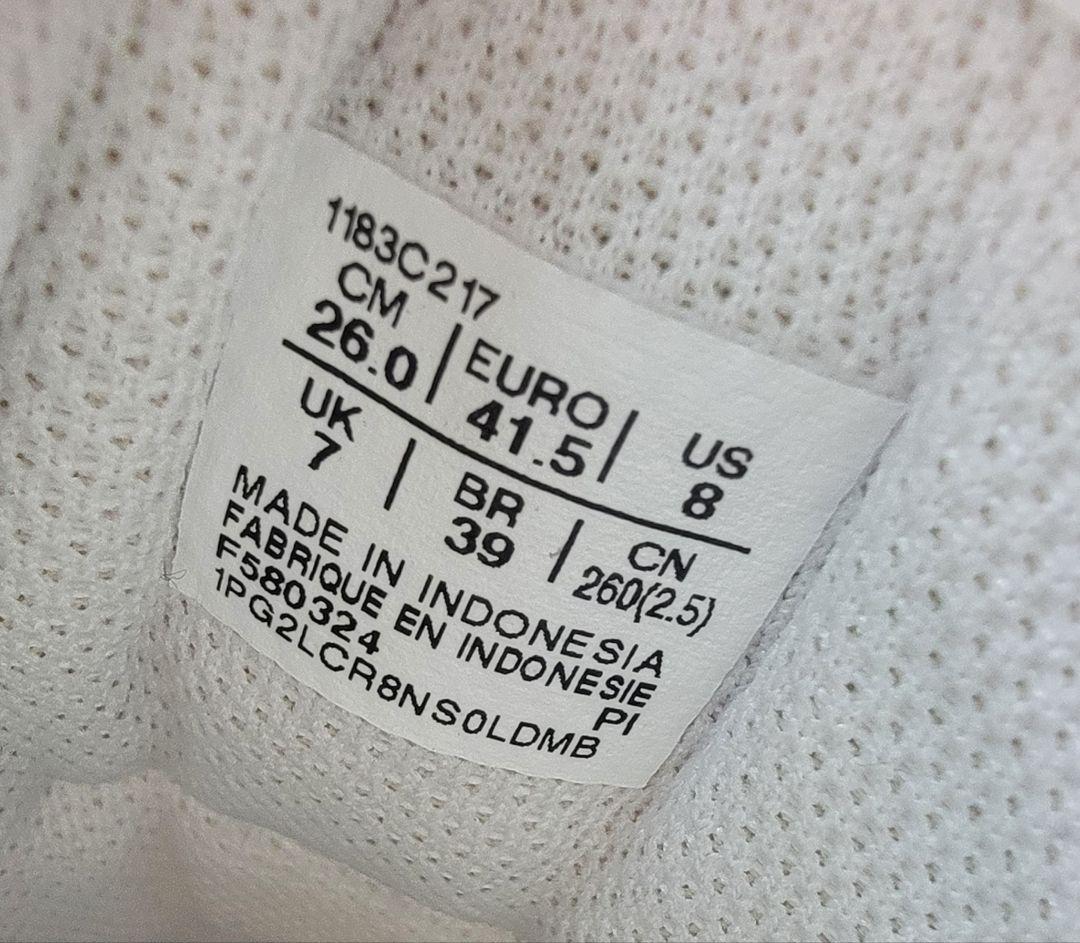 1183C217
CM | EURO | US
26.0 | 41.5 | 8
UK | BR | CN
7 | 39 | 260(2.5)
MADE IN INDONESIA
FABRIQUE EN INDONESIE
F580324 PI
1PG2LCR8NS0LDMB